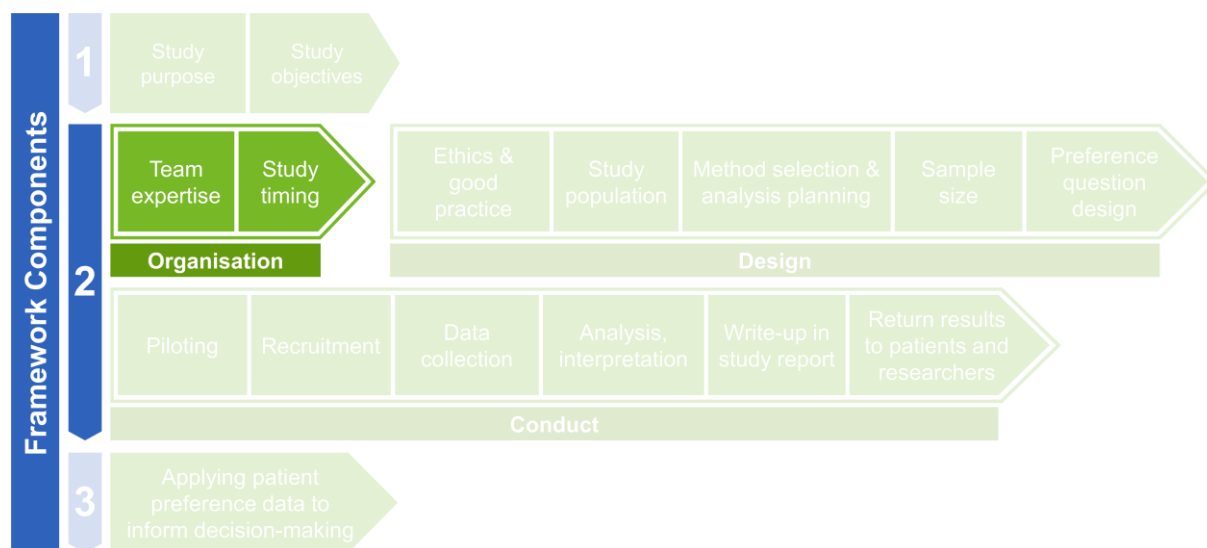 Framework Components
1
Study
purpose
Study
objectives
2
Team
expertise
Study
timing
Organisation
Ethics &
good
practice
Study
population
Method selection &
analysis planning
Sample
size
Preference
question
design
Design
Piloting
Recruitment
Data
collection
Analysis,
interpretation
Write-up in
study report
Return results
to patients and
researchers
Conduct
3
Applying patient
preference data to
inform decision-making